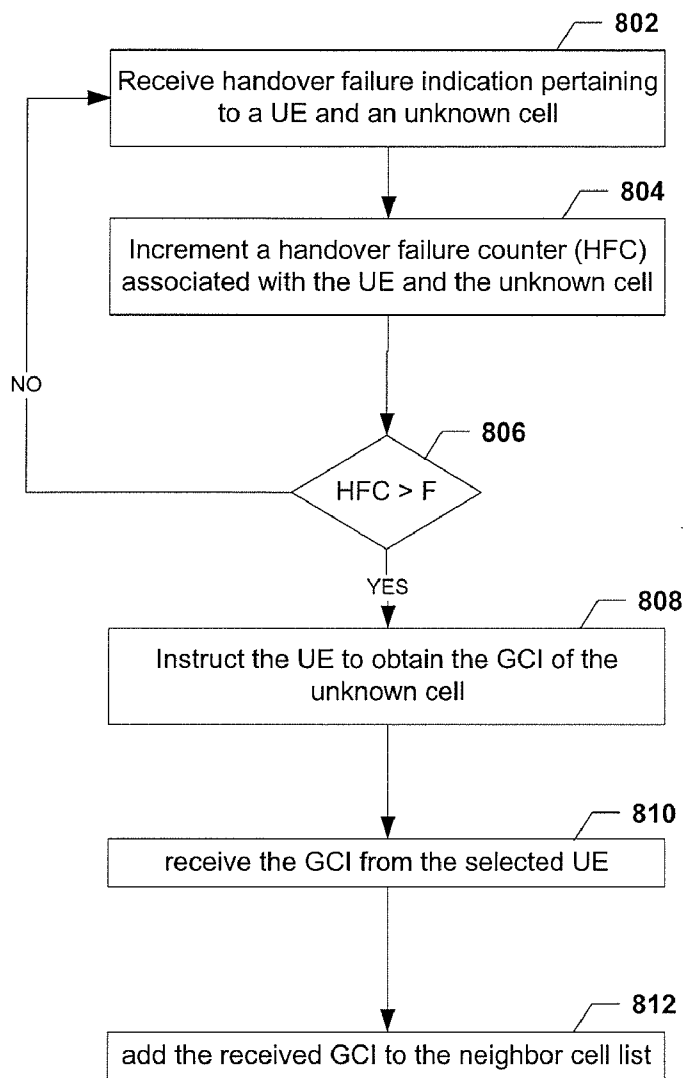 802
Receive handover failure indication pertaining
to a UE and an unknown cell
804
Increment a handover failure counter (HFC)
associated with the UE and the unknown cell
NO
806
HFC > F
YES
808
Instruct the UE to obtain the GCI of the
unknown cell
810
receive the GCI from the selected UE
812
add the received GCI to the neighbor cell list